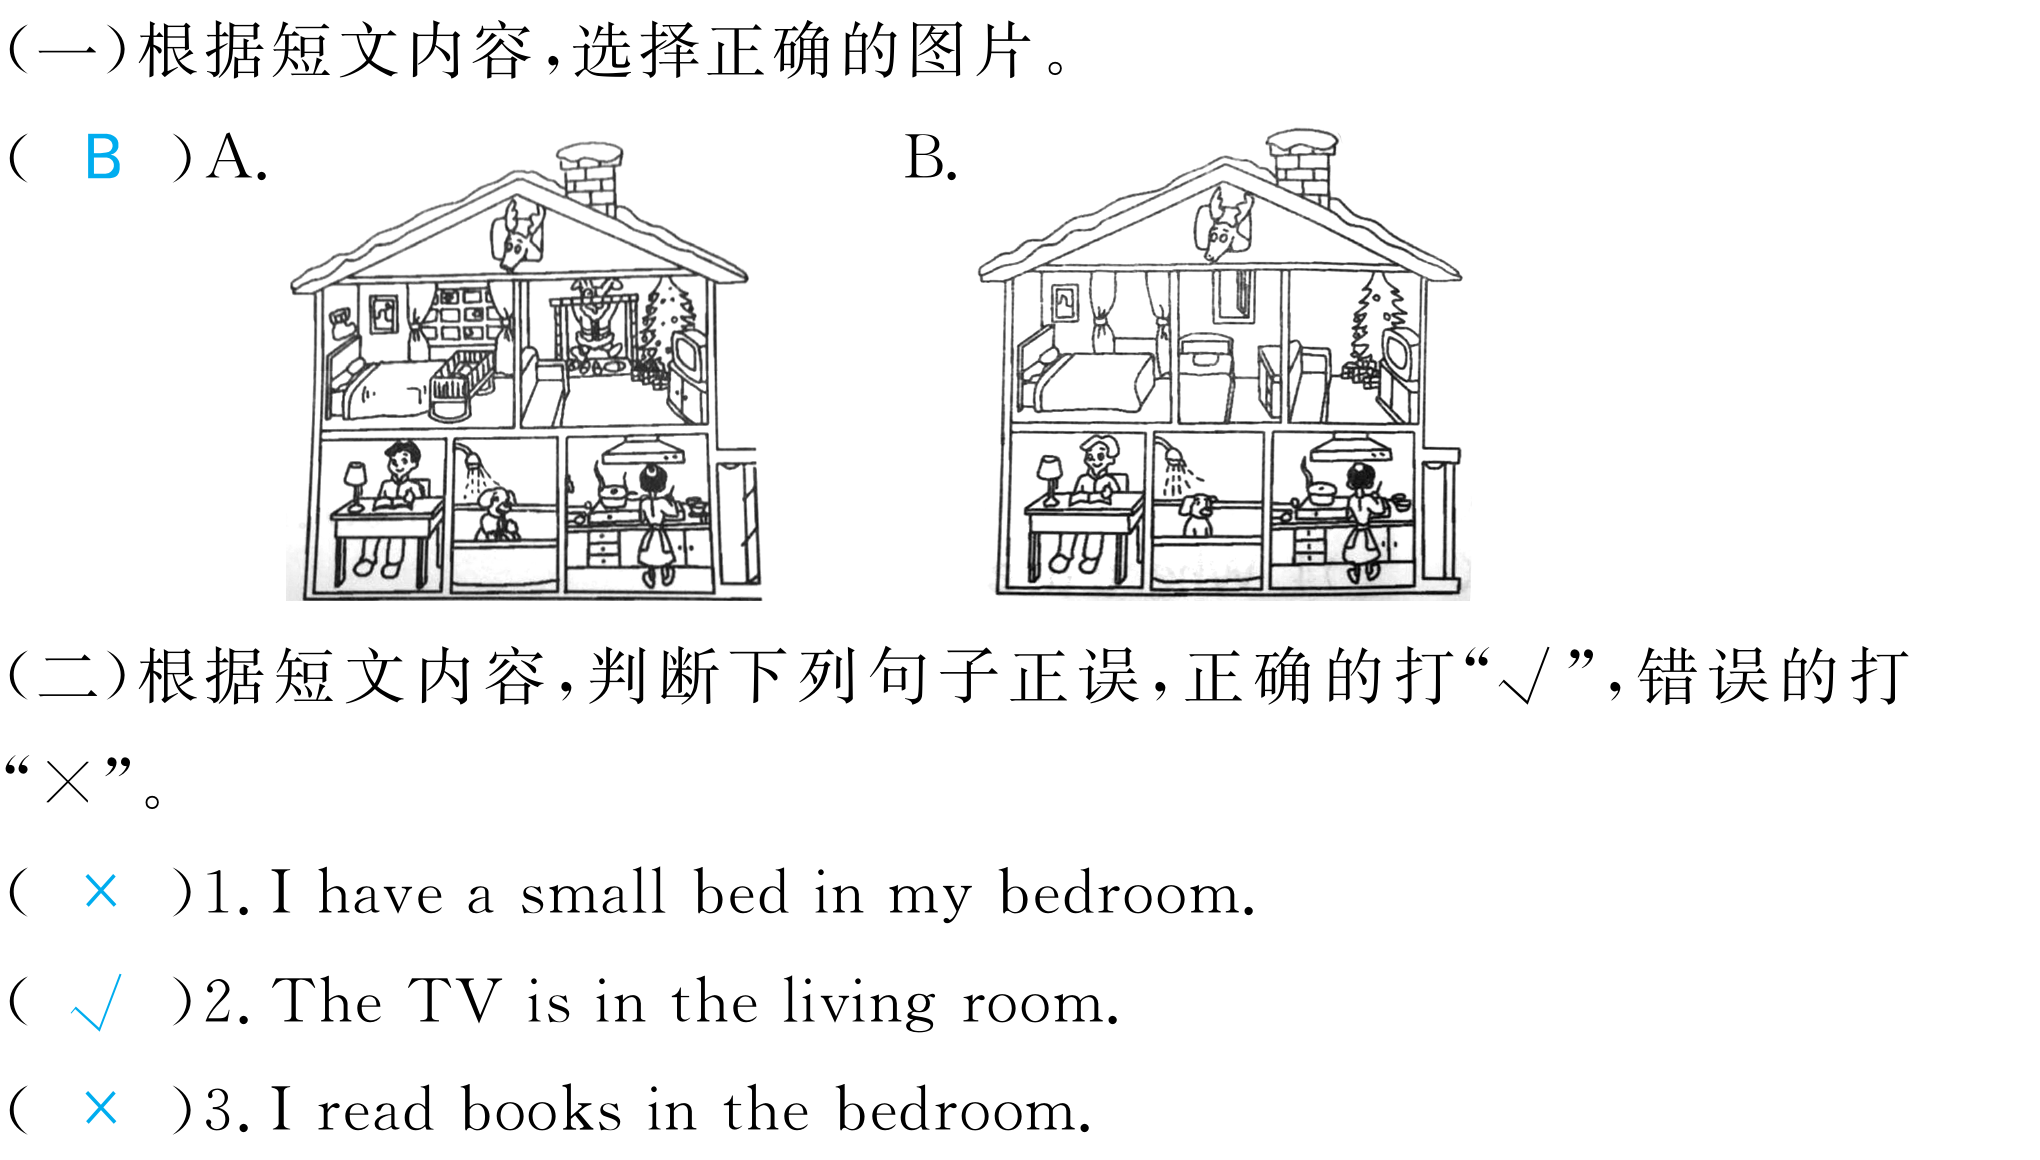 (一)根据短文内容,选择正确的图片。
( B )A. B.
(二)根据短文内容,判断下列句子正误,正确的打“√”,错误的打
“×”。
( × )1. I have a small bed in my bedroom.
( √ )2. The TV is in the living room.
( × )3. I read books in the bedroom.